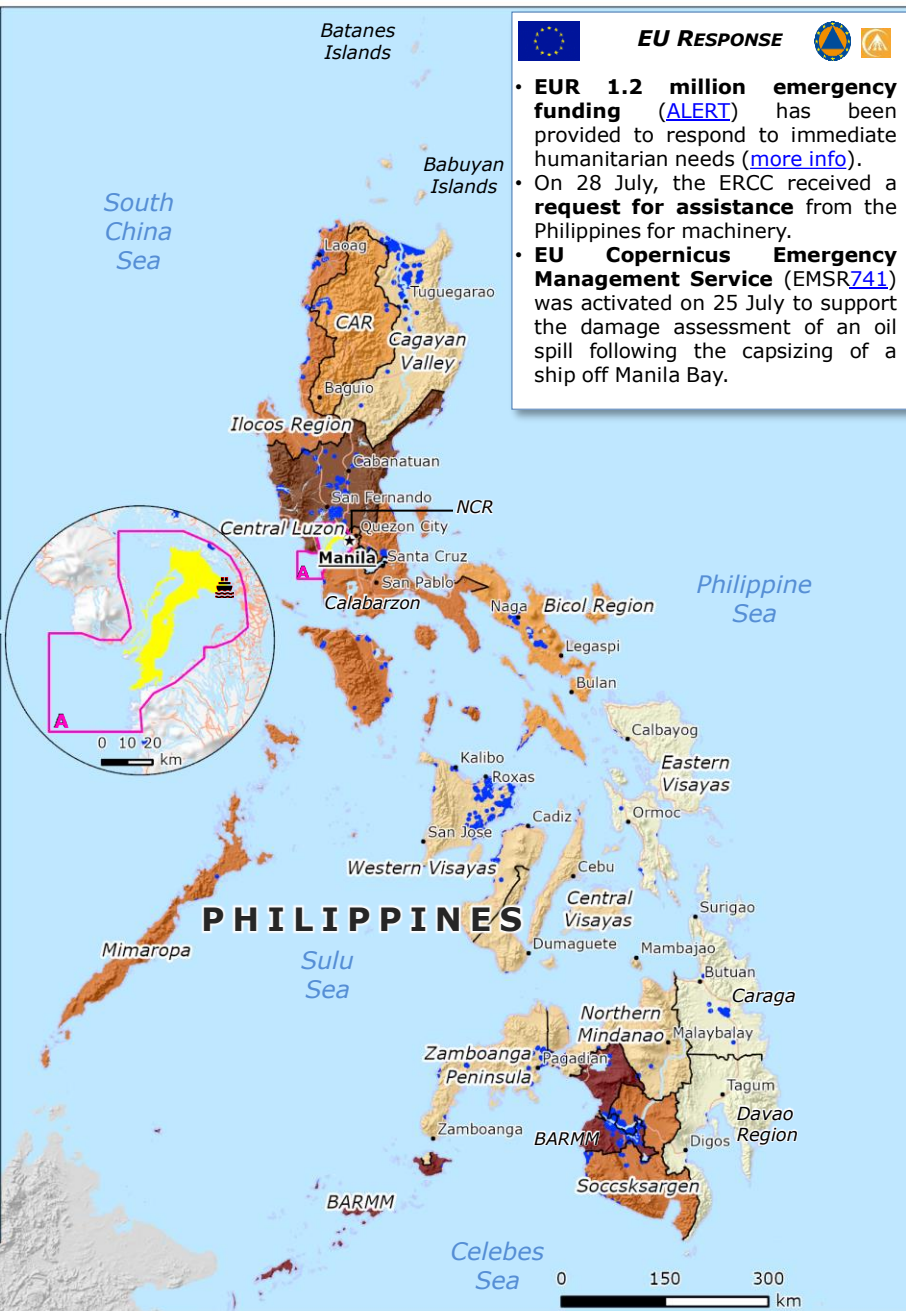 Batanes
Islands
EU RESPONSE
• EUR 1.2 million emergency
funding (ALERT) has been
provided to respond to immediate
humanitarian needs (more info).
• On 28 July, the ERCC received a
request for assistance from the
Philippines for machinery.
• EU Copernicus Emergency
Management Service (EMSR741)
was activated on 25 July to support
the damage assessment of an oil
spill following the capsizing of a
ship off Manila Bay.
Babuyan
Islands
South
China
Sea
Laoag
Tuguegarao
CAR
Cagayan
Valley
Baguio
Ilocos Region
Cabanatuan
San Fernando
NCR
Central Luzon
Quezon City
Manila
Santa Cruz
A
San Pablo
Calabarzon
Philippine
Sea
Naga
Bicol Region
Legaspi
Bulan
A
0 10 20
km
Calbayog
Kalibo
Roxas
Eastern
Visayas
Cadiz
Ormoc
San Jose
Western Visayas
Cebu
Central
Visayas
Surigao
PHILIPPINES
Mimaropa
Dumaguete
Mambajao
Sulu
Sea
Butuan
Caraga
Northern
Mindanao
Malaybalay
Zamboanga
Peninsula
Pagadian
Tagum
Davao
Region
Zamboanga
BARMM
Digos
Soccsksargen
BARMM
Celebes
Sea
0 150 300
km